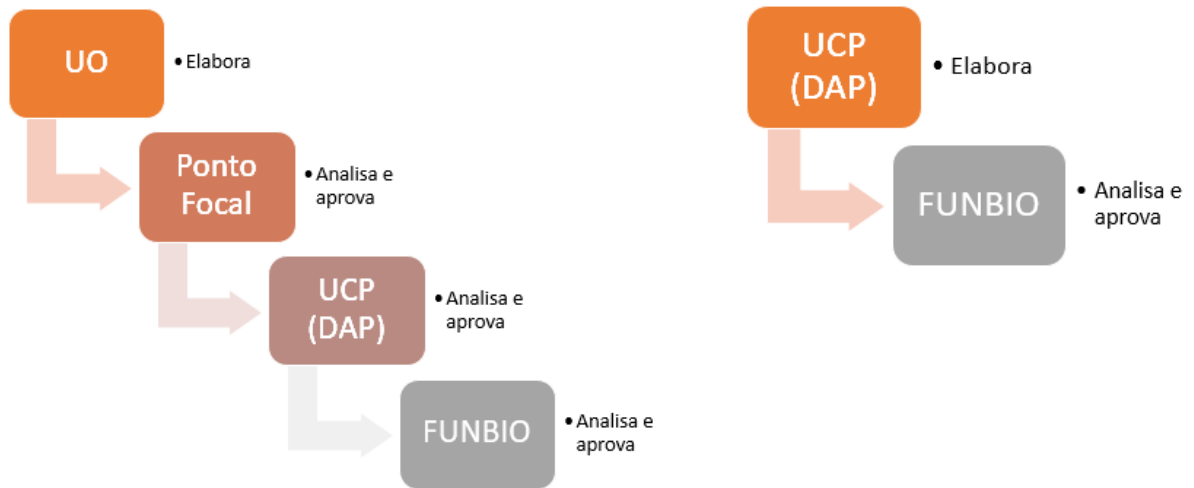 UO
• Elabora
Ponto
Focal
• Analisa e
aprova
UCP
(DAP)
• Analisa e
aprova
FUNBIO
• Analisa e
aprova
UCP
(DAP)
• Elabora
FUNBIO
• Analisa e
aprova